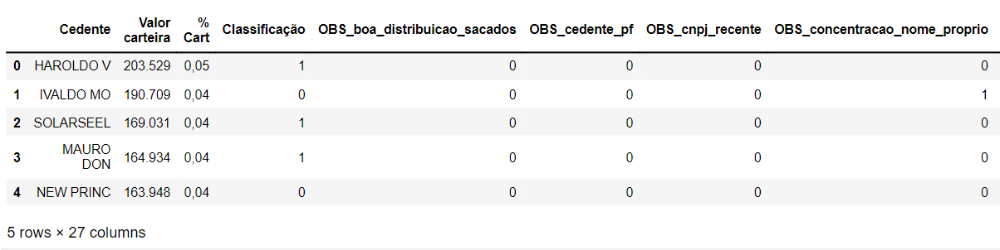 Cedente Valor carteira % Cart Classificação OBS_boa_distribuicao_sacados OBS_cedente_pf OBS_cnpj_recente OBS_concentracao_nome_proprio
0 HAROLDO V 203.529 0,05 1 0 0 0 0
1 IVALDO MO 190.709 0,04 0 0 0 0 1
2 SOLARSEEL 169.031 0,04 1 0 0 0 0
3 MAURO DON 164.934 0,04 1 0 0 0 0
4 NEW PRINC 163.948 0,04 0 0 0 0 0
5 rows × 27 columns